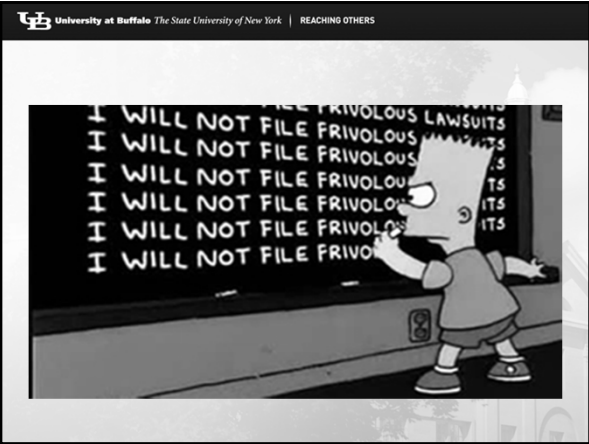 UB University at Buffalo The State University of New York | REACHING OTHERS
I WILL NOT FILE FRIVOLOUS LAWSUITS
I WILL NOT FILE FRIVOLOUS LAWSUITS
I WILL NOT FILE FRIVOLOUS S
I WILL NOT FILE FRIVOLOUS TS
I WILL NOT FILE FRIVOLOU ITS
I WILL NOT FILE FRIVOLO ITS
I WILL NOT FILE FRIVO